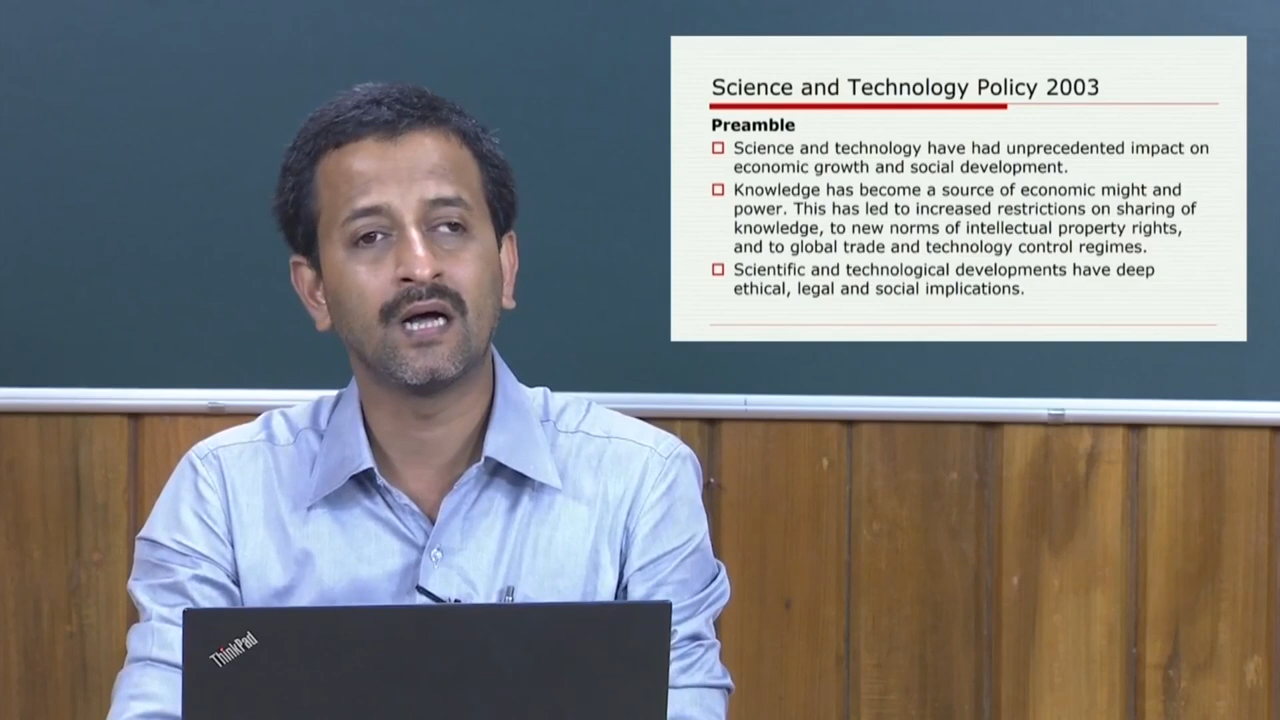 Science and Technology Policy 2003
Preamble
Science and technology have had unprecedented impact on
economic growth and social development.
Knowledge has become a source of economic might and
power. This has led to increased restrictions on sharing of
knowledge, to new norms of intellectual property rights,
and to global trade and technology control regimes.
Scientific and technological developments have deep
ethical, legal and social implications.
ThinkPad